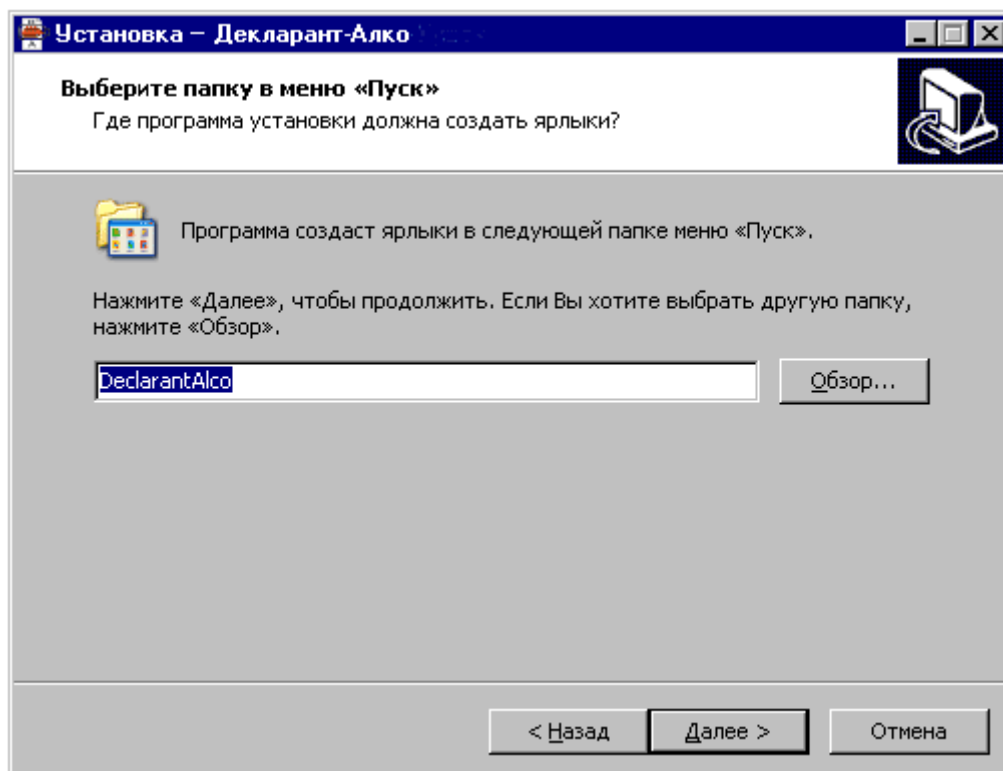 Установка – Декларант-Алко
Выберите папку в меню «Пуск»
Где программа установки должна создать ярлыки?
Программа создаст ярлыки в следующей папке меню «Пуск».
Нажмите «Далее», чтобы продолжить. Если Вы хотите выбрать другую папку,
нажмите «Обзор».
DeclarantAlco
Обзор...
< Назад
Далее >
Отмена